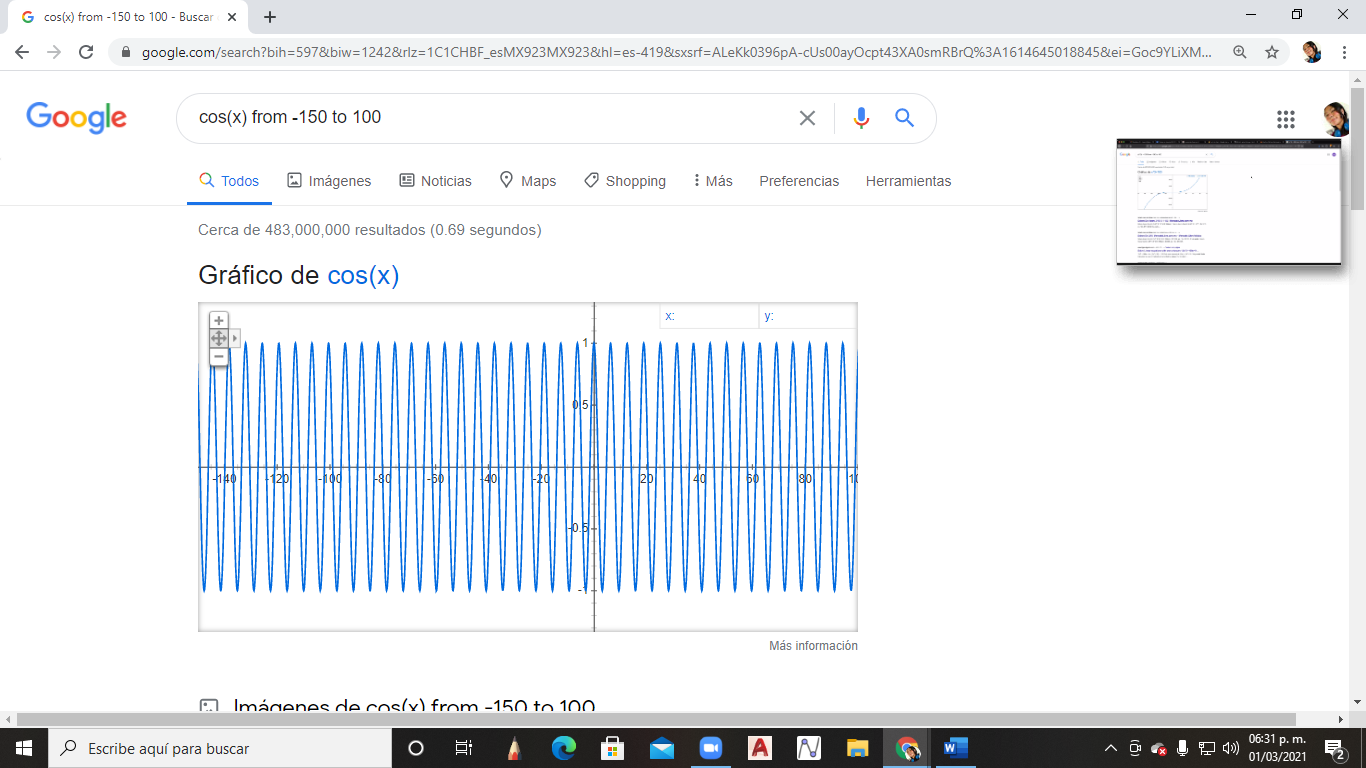 cos(x) from -150 to 100 - Buscar
google.com/search?bih=597&biw=1242&rlz=1C1CHBF_esMX923MX923&hl=es-419&sxsrf=ALeKk0396pA-cUs00ayOcpt43XA0smRBrQ%3A1614645018845&ei=Goc9YLiXM...
Google
cos(x) from -150 to 100
Todos Imágenes Noticias Maps Shopping Más Preferencias Herramientas
Cerca de 483,000,000 resultados (0.69 segundos)
Gráfico de cos(x)
x: y:
1
0.5
-140 -120 -100 -80 -60 -40 -20 20 40 60 80 10
-0.5
-1
Más información
Imágenes de cos(x) from -150 to 100
Escribe aquí para buscar
06:31 p. m.
01/03/2021
2